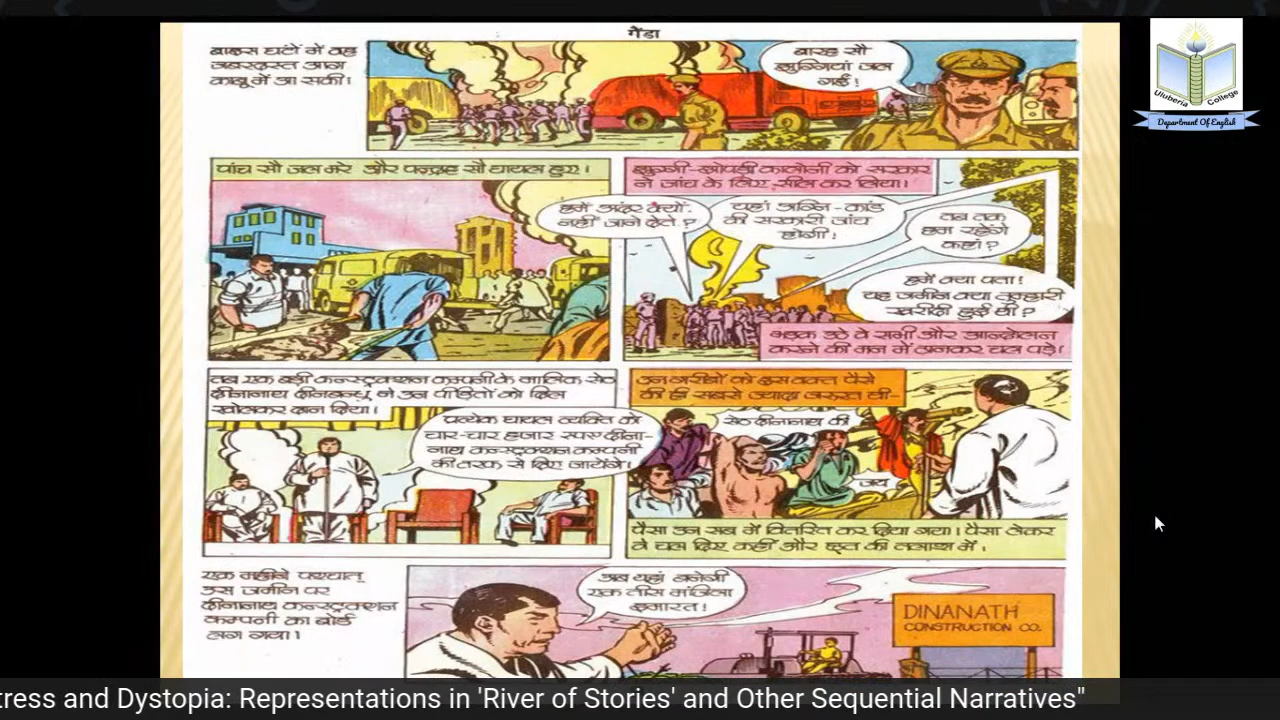 गेंडा
बाइस घंटों में वह
जबरदस्त आग
काबू में आ सकी।
बारह सौ
झुग्गियां जल
गईं!
पांच सौ जल मरे और पन्द्रह सौ घायल हुए।
झुग्गी-झोपड़ी कालोनी को सरकार
ने जांच के लिए सील कर लिया।
हमें अंदर क्यों
नहीं जाने देते?
यहां अग्नि-कांड
की सरकारी जांच
होगी!
तब तक
हम रहेंगे
कहां?
हमें क्या पता!
यह जमीन क्या तुम्हारी
खरीदी हुई थी?
भड़क उठे वे सभी और आन्दोलन
करने की मन में ठानकर चल पड़े।
तब एक बड़ी कन्स्ट्रक्शन कम्पनी के मालिक सेठ
दीनानाथ दीनबन्धू ने उन पीड़ितों को दिल
खोलकर दान दिया।
प्रत्येक घायल व्यक्ति को
चार-चार हजार रुपए दीना-
नाथ कन्स्ट्रक्शन कम्पनी
की तरफ से दिए जायेंगे।
उन गरीबों को इस वक्त पैसे
की ही सबसे ज्यादा जरुरत थी-
सेठ दीनानाथ की
जय
पैसा उन सब में वितरित कर दिया गया। पैसा लेकर
वे चल दिए कहीं और छत की तलाश में।
एक महीने पश्चात्
उस जमीन पर
दीनानाथ कन्स्ट्रक्शन
कम्पनी का बोर्ड
लग गया।
अब यहां बनेगी
एक तीस मंजिला
इमारत!
DINANATH
CONSTRUCTION CO.
Uluberia College
Department Of English
tress and Dystopia: Representations in 'River of Stories' and Other Sequential Narratives"